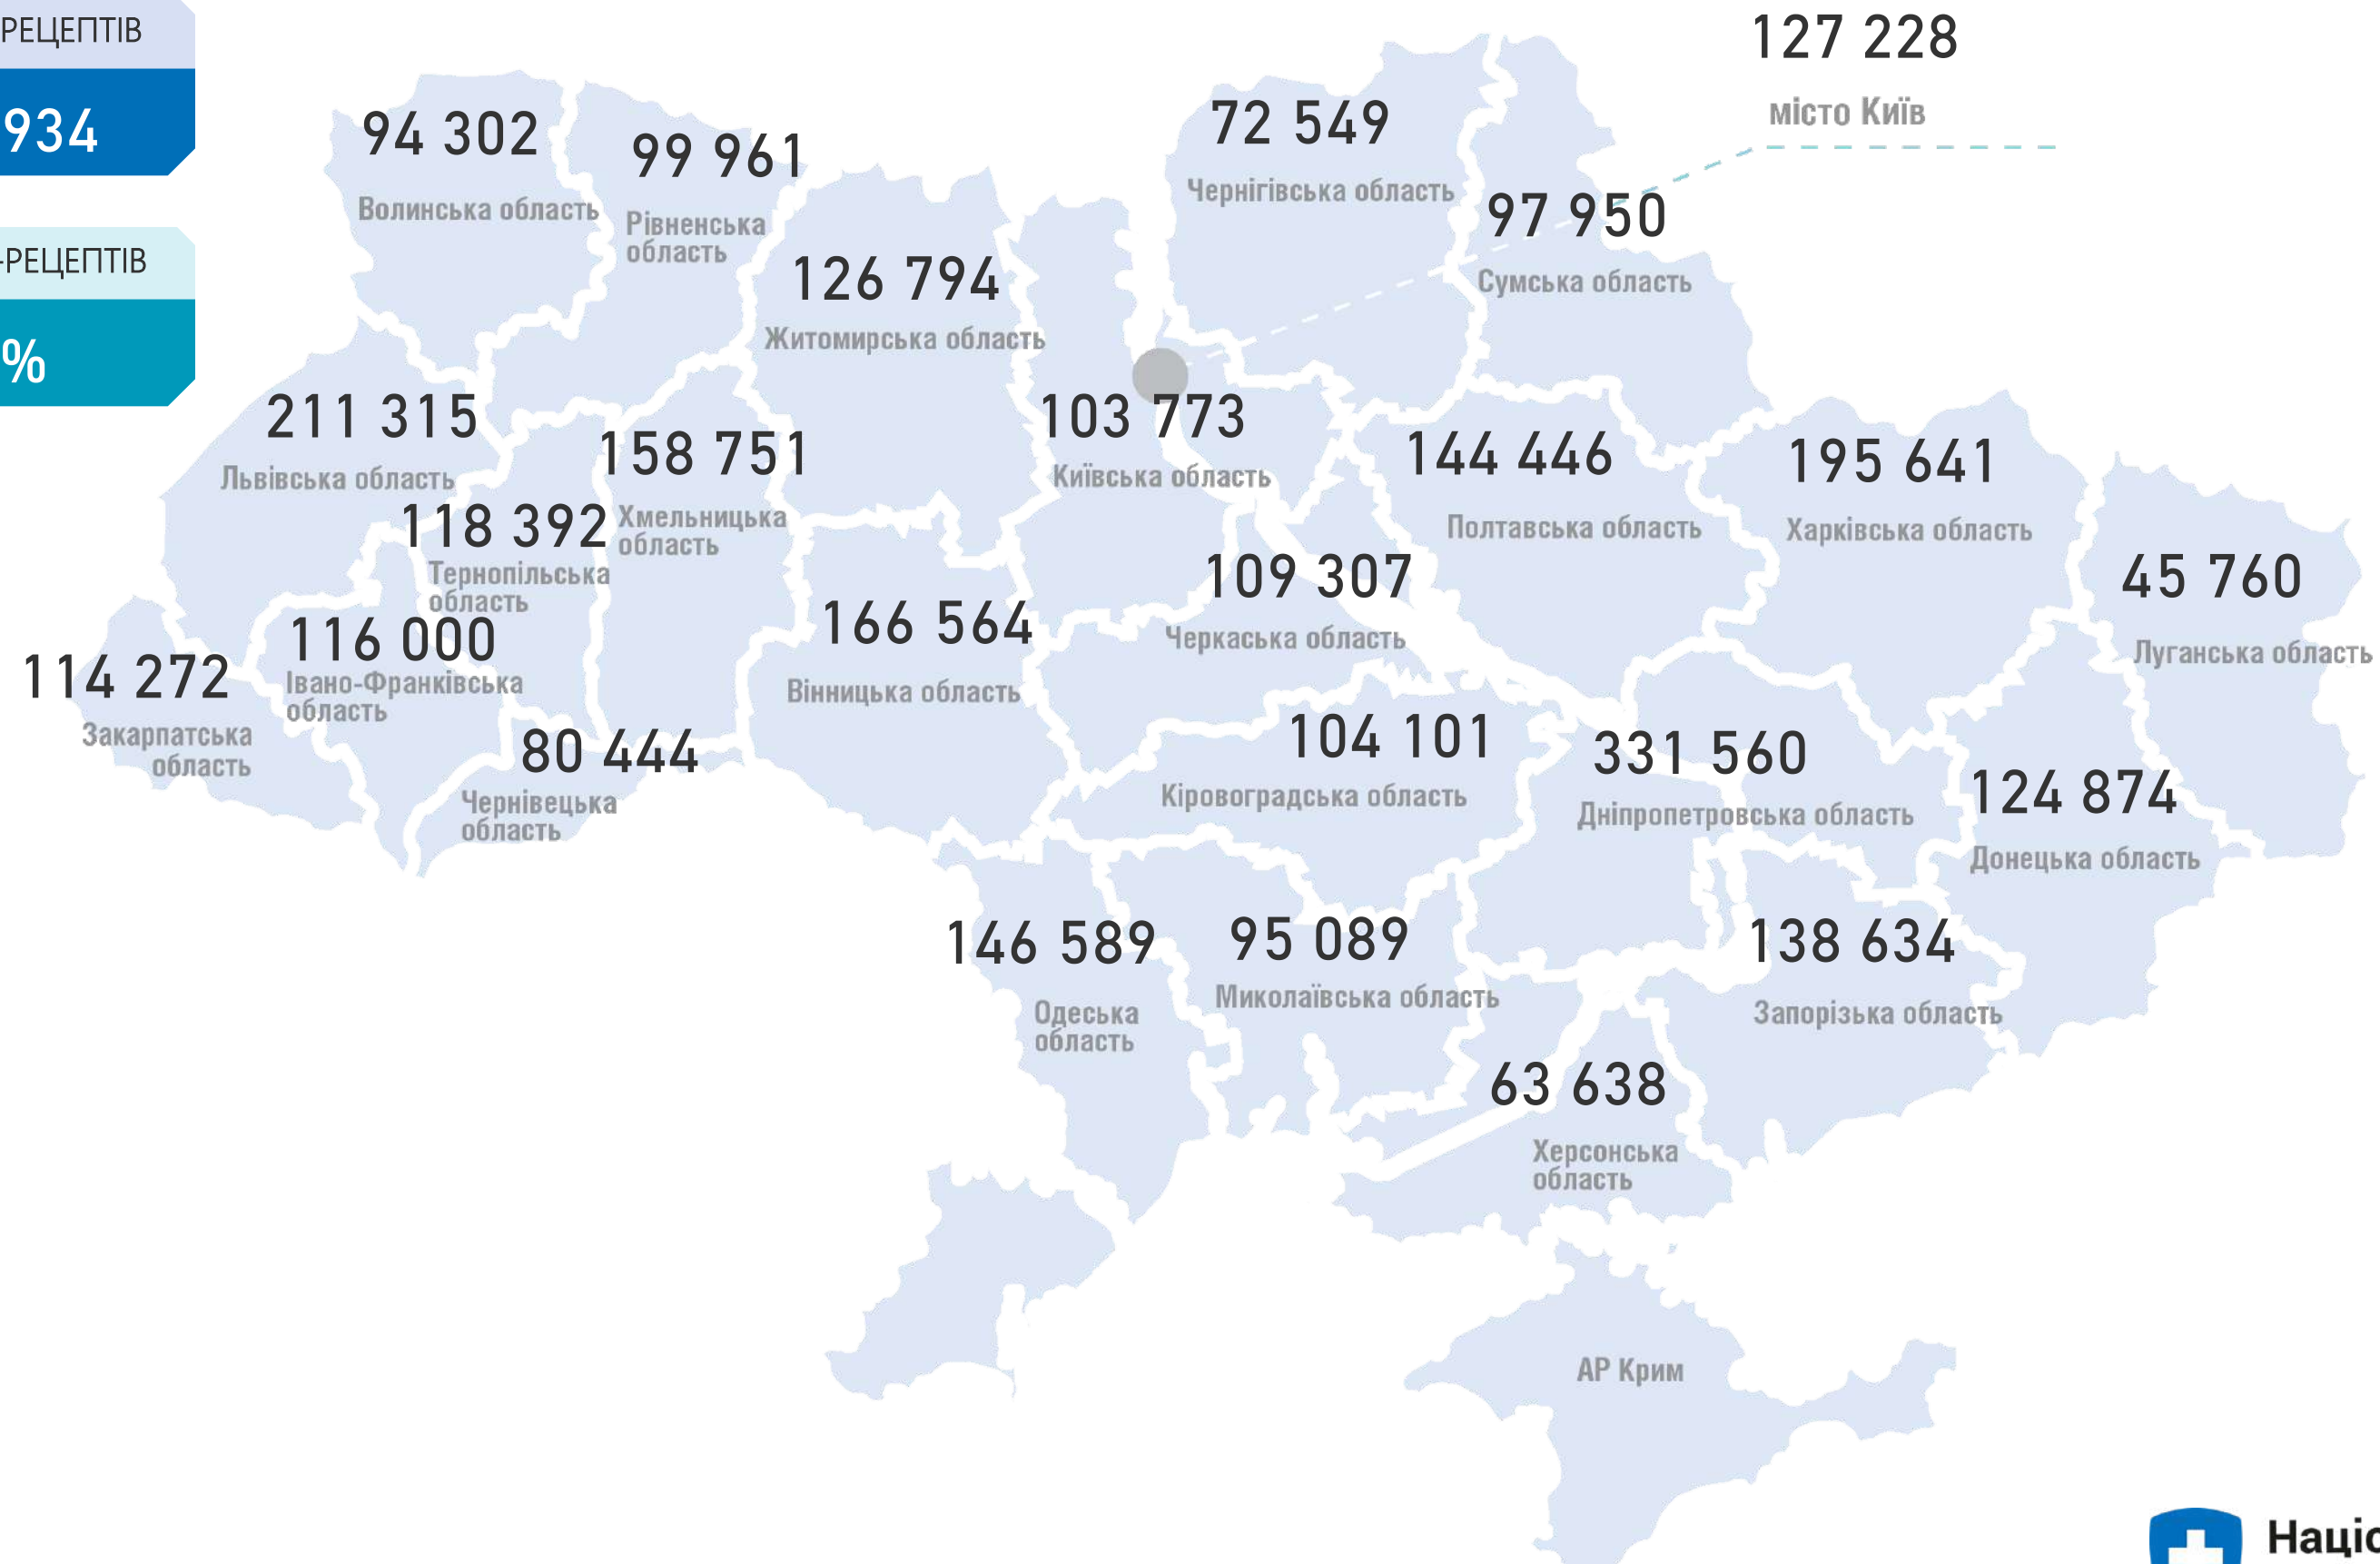 РЕЦЕПТІВ
934
-РЕЦЕПТІВ
%
127 228
місто Київ
94 302
Волинська область
99 961
Рівненська
область
72 549
Чернігівська область
97 950
Сумська область
126 794
Житомирська область
211 315
Львівська область
158 751
Хмельницька
область
103 773
Київська область
144 446
Полтавська область
195 641
Харківська область
118 392
Тернопільська
область
109 307
Черкаська область
45 760
Луганська область
114 272
Закарпатська
область
116 000
Івано-Франківська
область
166 564
Вінницька область
80 444
Чернівецька
область
104 101
Кіровоградська область
331 560
Дніпропетровська область
124 874
Донецька область
146 589
Одеська
область
95 089
Миколаївська область
138 634
Запорізька область
63 638
Херсонська
область
АР Крим